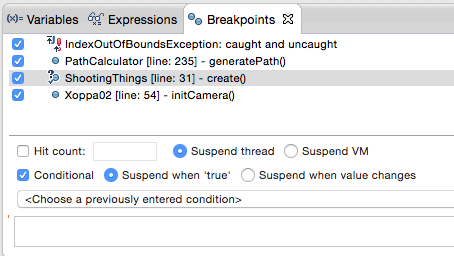 (x)= Variables Expressions Breakpoints
IndexOutOfBoundsException: caught and uncaught
PathCalculator [line: 235] - generatePath()
ShootingThings [line: 31] - create()
Xoppa02 [line: 54] - initCamera()
Hit count: Suspend thread Suspend VM
Conditional Suspend when 'true' Suspend when value changes
<Choose a previously entered condition>